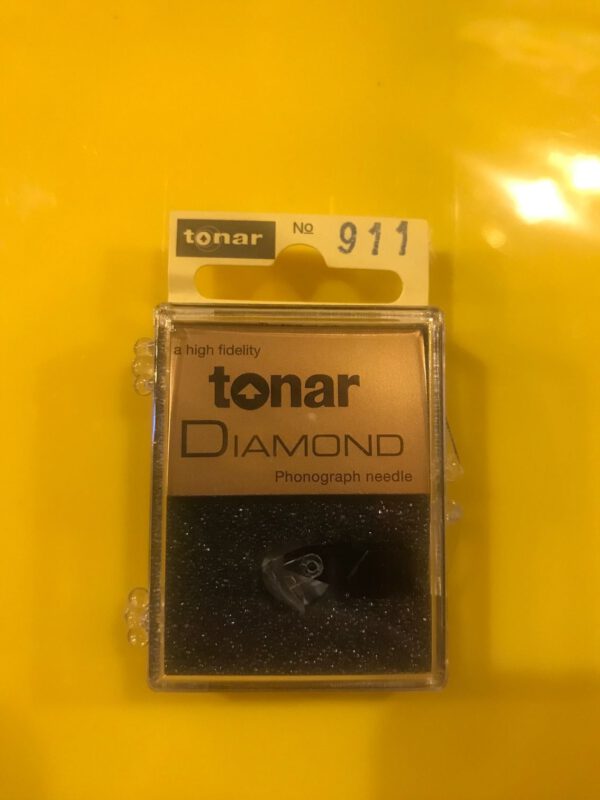 tonar № 911
a high fidelity
tonar
DIAMOND
Phonograph needle